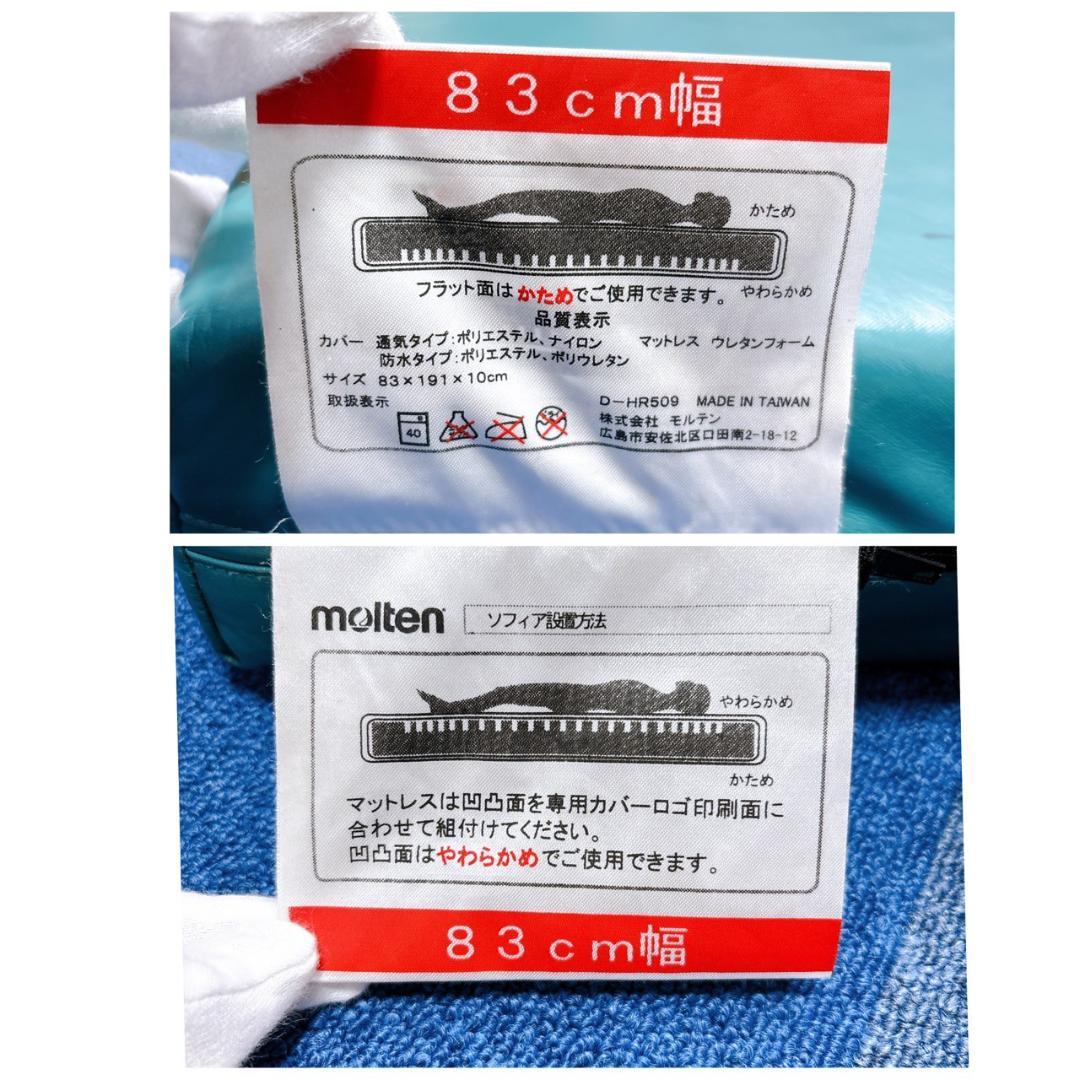 83cm幅
かため
フラット面はかためでご使用できます。 やわらかめ
品質表示
カバー 通気タイプ:ポリエステル、ナイロン マットレス ウレタンフォーム
防水タイプ:ポリエステル、ポリウレタン
サイズ 83×191×10cm
取扱表示 D-HR509 MADE IN TAIWAN
40 株式会社 モルテン
広島市安佐北区口田南2-18-12
molten ソフィア設置方法
やわらかめ
かため
マットレスは凹凸面を専用カバーロゴ印刷面に
合わせて組付けてください。
凹凸面はやわらかめでご使用できます。
83cm幅